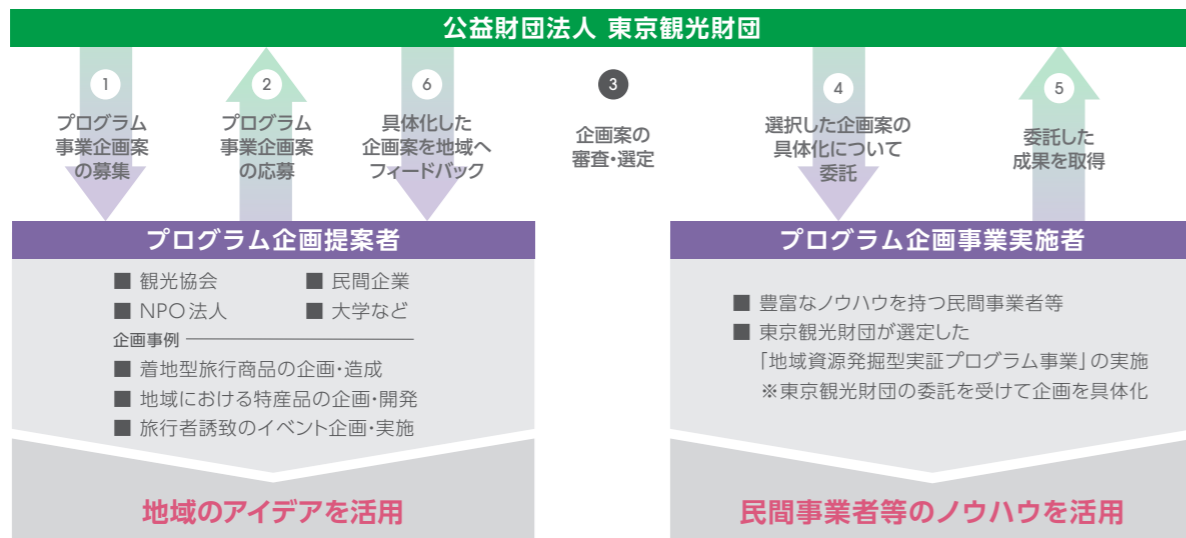 公益財団法人 東京観光財団
1
プログラム
事業企画案
の募集
2
プログラム
事業企画案
の応募
6
具体化した
企画案を地域へ
フィードバック
3
企画案の
審査・選定
4
選択した企画案の
具体化について
委託
5
委託した
成果を取得
プログラム企画提案者
■ 観光協会
■ 民間企業
■ NPO法人
■ 大学など
企画事例
■ 着地型旅行商品の企画・造成
■ 地域における特産品の企画・開発
■ 旅行者誘致のイベント企画・実施
地域のアイデアを活用
プログラム企画事業実施者
■ 豊富なノウハウを持つ民間事業者等
■ 東京観光財団が選定した
「地域資源発掘型実証プログラム事業」の実施
※東京観光財団の委託を受けて企画を具体化
民間事業者等のノウハウを活用